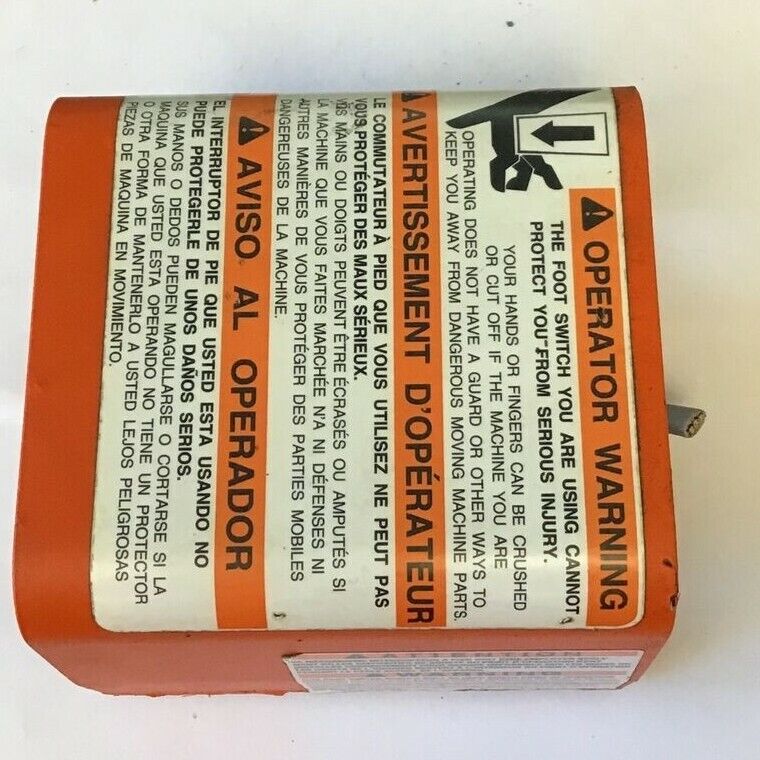 ⚠ OPERATOR WARNING
THE FOOT SWITCH YOU ARE USING CANNOT
PROTECT YOU FROM SERIOUS INJURY.
YOUR HANDS OR FINGERS CAN BE CRUSHED
OR CUT OFF IF THE MACHINE YOU ARE
OPERATING DOES NOT HAVE A GUARD OR OTHER WAYS TO
KEEP YOU AWAY FROM DANGEROUS MOVING MACHINE PARTS.
⚠ AVERTISSEMENT D'OPÉRATEUR
LE COMMUTATEUR À PIED QUE VOUS UTILISEZ NE PEUT PAS
VOUS PROTÉGER DES MAUX SÉRIEUX.
VOS MAINS OU DOIGTS PEUVENT ÊTRE ÉCRASÉS OU AMPUTÉS SI
LA MACHINE QUE VOUS FAITES MARCHÉE N'A NI DÉFENSES NI
AUTRES MANIÈRES DE VOUS PROTÉGER DES PARTIES MOBILES
DANGEREUSES DE LA MACHINE.
⚠ AVISO AL OPERADOR
EL INTERRUPTOR DE PIE QUE USTED ESTA USANDO NO
PUEDE PROTEGERLE DE UNOS DAÑOS SERIOS.
SUS MANOS O DEDOS PUEDEN MAGULLARSE O CORTARSE SI LA
MAQUINA QUE USTED ESTA OPERANDO NO TIENE UN PROTECTOR
O OTRA FORMA DE MANTENERLO A USTED LEJOS PELIGROSAS
PIEZAS DE MAQUINA EN MOVIMIENTO.
⚠ ATTENTION
⚠ WARNING